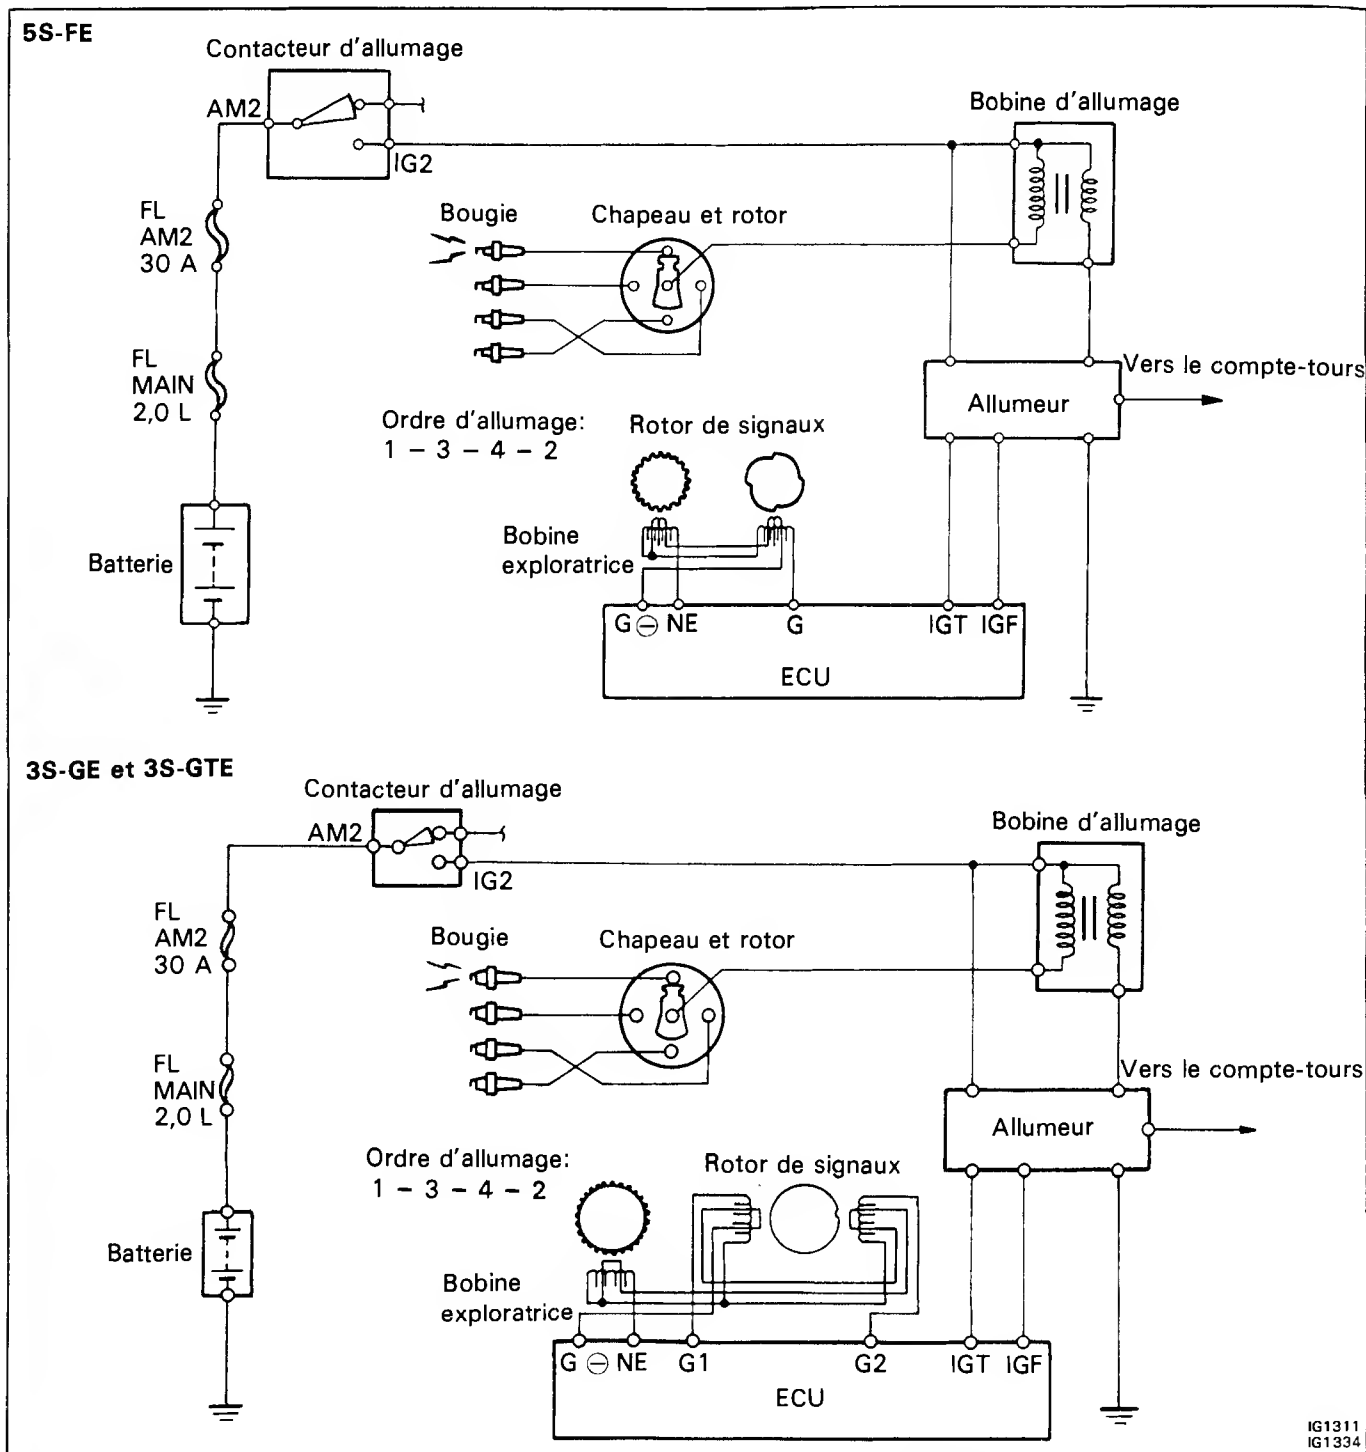 5S-FE
Contacteur d'allumage
AM2
IG2
Bobine d'allumage
FL
AM2
30 A
Bougie
Chapeau et rotor
FL
MAIN
2,0 L
Vers le compte-tours
Allumeur
Ordre d'allumage:
1 – 3 – 4 – 2
Rotor de signaux
Batterie
Bobine
exploratrice
G ⊖ NE
G
IGT
IGF
ECU
3S-GE et 3S-GTE
Contacteur d'allumage
AM2
IG2
Bobine d'allumage
FL
AM2
30 A
Bougie
Chapeau et rotor
FL
MAIN
2,0 L
Vers le compte-tours
Allumeur
Ordre d'allumage:
1 – 3 – 4 – 2
Rotor de signaux
Batterie
Bobine
exploratrice
G ⊖ NE
G1
G2
IGT
IGF
ECU
IG1311
IG1334